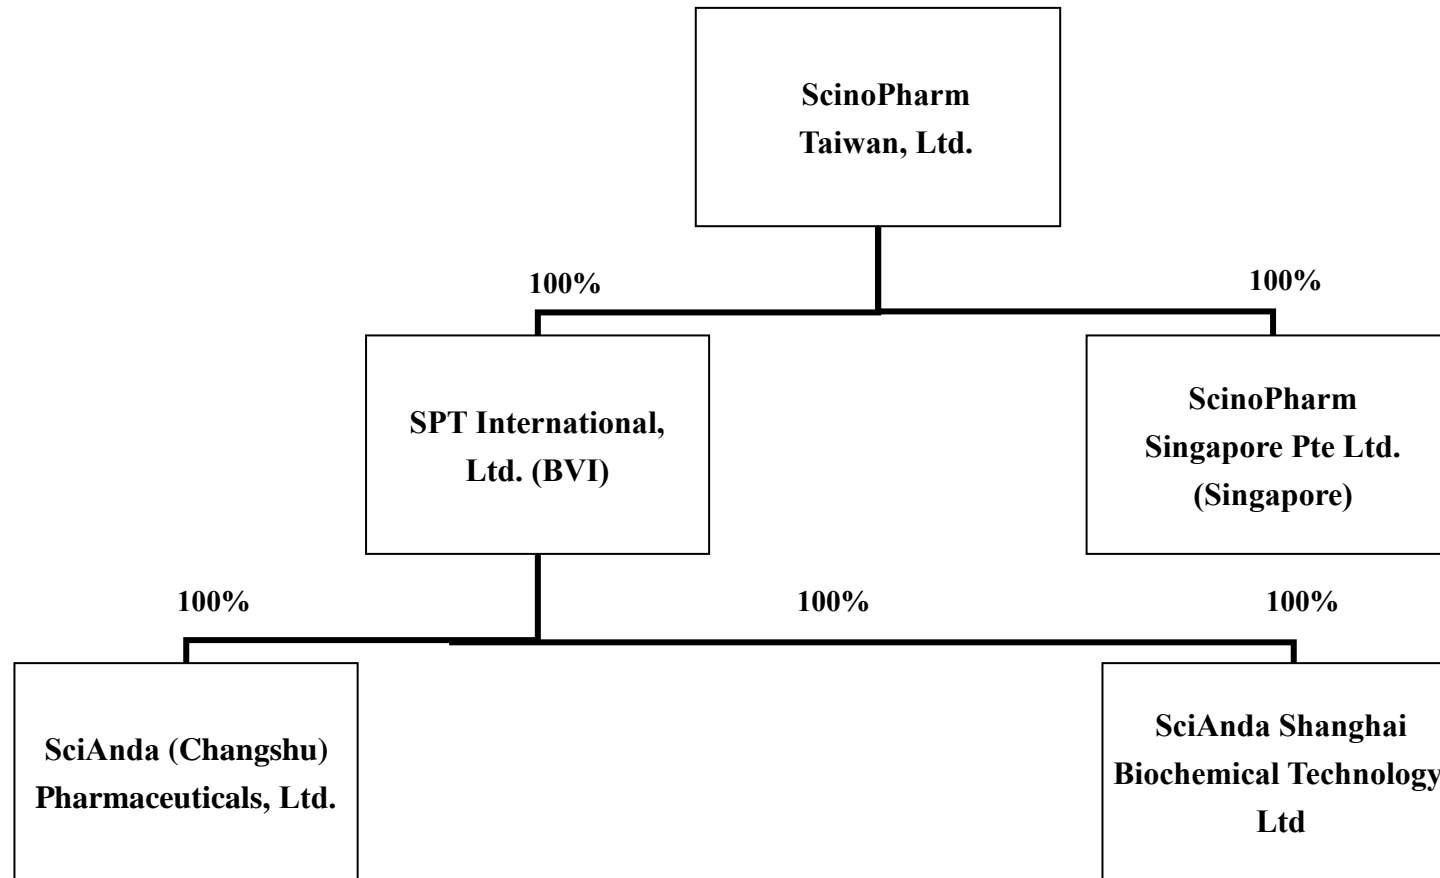 ScinoPharm
Taiwan, Ltd.
100%
100%
SPT International,
Ltd. (BVI)
ScinoPharm
Singapore Pte Ltd.
(Singapore)
100%
100%
100%
SciAnda (Changshu)
Pharmaceuticals, Ltd.
SciAnda Shanghai
Biochemical Technology
Ltd